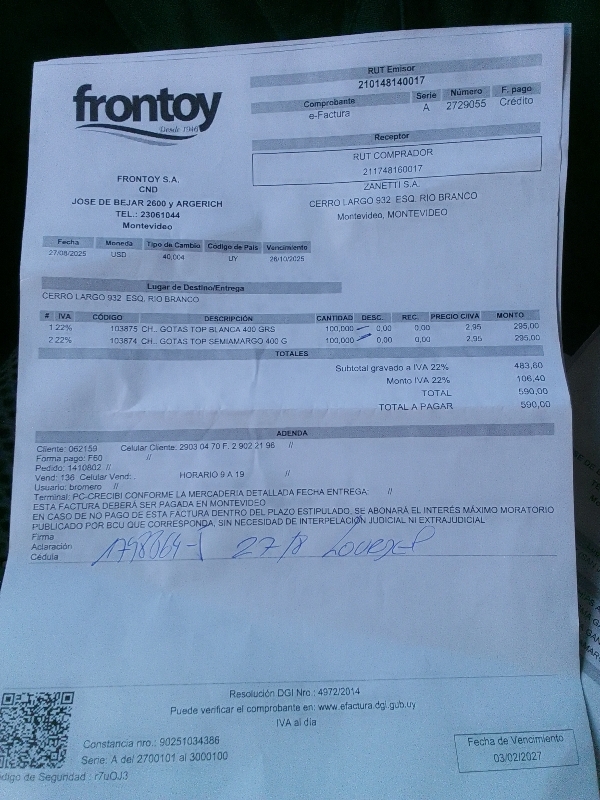 frontoy
Desde 1946
RUT Emisor
210148140017
Comprobante Serie Número F. pago
e-Factura A 2729055 Crédito
Receptor
RUT COMPRADOR
211748160017
ZANETTI S.A.
CERRO LARGO 932 ESQ. RIO BRANCO
Montevideo, MONTEVIDEO
FRONTOY S.A.
CND
JOSE DE BEJAR 2600 y ARGERICH
TEL.: 23061044
Montevideo
Fecha Moneda Tipo de Cambio Código de País Vencimiento
27/08/2025 USD 40,004 UY 26/10/2025
Lugar de Destino/Entrega
CERRO LARGO 932 ESQ. RIO BRANCO
# IVA CÓDIGO DESCRIPCIÓN CANTIDAD DESC. REC. PRECIO C/IVA MONTO
1 22% 103875 CH.. GOTAS TOP BLANCA 400 GRS 100,000 0,00 0,00 2,95 295,00
2 22% 103874 CH.. GOTAS TOP SEMIAMARGO 400 G 100,000 0,00 0,00 2,95 295,00
TOTALES
Subtotal gravado a IVA 22% 483,60
Monto IVA 22% 106,40
TOTAL 590,00
TOTAL A PAGAR 590,00
ADENDA
Cliente: 062159 Celular Cliente: 2903 04 70 F. 2 902 21 96 //
Forma pago: F60 //
Pedido: 1410802 //
Vend: 136 Celular Vend: HORARIO 9 A 19 //
Usuario: bromero //
Terminal: PC-CRECIBI CONFORME LA MERCADERIA DETALLADA FECHA ENTREGA: //
ESTA FACTURA DEBERÁ SER PAGADA EN MONTEVIDEO
EN CASO DE NO PAGO DE ESTA FACTURA DENTRO DEL PLAZO ESTIPULADO, SE ABONARÁ EL INTERÉS MÁXIMO MORATORIO
PUBLICADO POR BCU QUE CORRESPONDA, SIN NECESIDAD DE INTERPELACIÓN JUDICIAL NI EXTRAJUDICIAL
Firma
Aclaración
Cédula
27/8
Resolución DGI Nro : 4972/2014
Puede verificar el comprobante en: www.efactura.dgi.gub.uy
IVA al día
Constancia nro.: 90251034386
Serie: A del 2700101 al 3000100
digo de Seguridad : r7uOJ3
Fecha de Vencimiento
03/02/2027